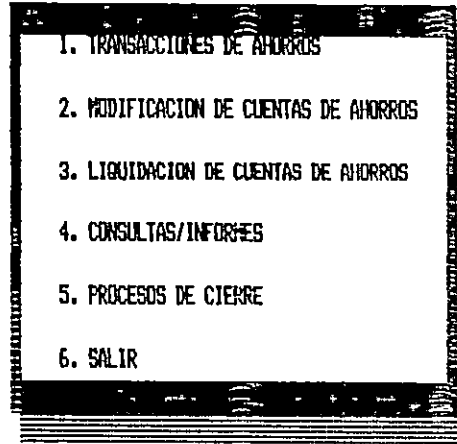 1. TRANSACCIONES DE AHORROS
2. MODIFICACION DE CUENTAS DE AHORROS
3. LIQUIDACION DE CUENTAS DE AHORROS
4. CONSULTAS/INFORMES
5. PROCESOS DE CIERRE
6. SALIR